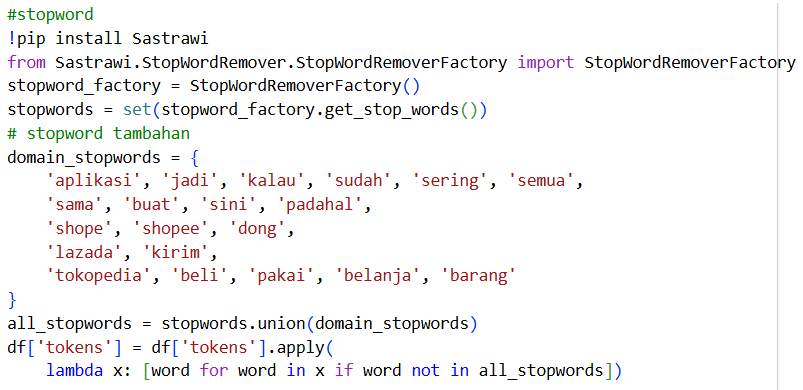 #stopword
!pip install Sastrawi
from Sastrawi.StopWordRemover.StopWordRemoverFactory import StopWordRemoverFactory
stopword_factory = StopWordRemoverFactory()
stopwords = set(stopword_factory.get_stop_words())
# stopword tambahan
domain_stopwords = {
    'aplikasi', 'jadi', 'kalau', 'sudah', 'sering', 'semua',
    'sama', 'buat', 'sini', 'padahal',
    'shope', 'shopee', 'dong',
    'lazada', 'kirim',
    'tokopedia', 'beli', 'pakai', 'belanja', 'barang'
}
all_stopwords = stopwords.union(domain_stopwords)
df['tokens'] = df['tokens'].apply(
    lambda x: [word for word in x if word not in all_stopwords])